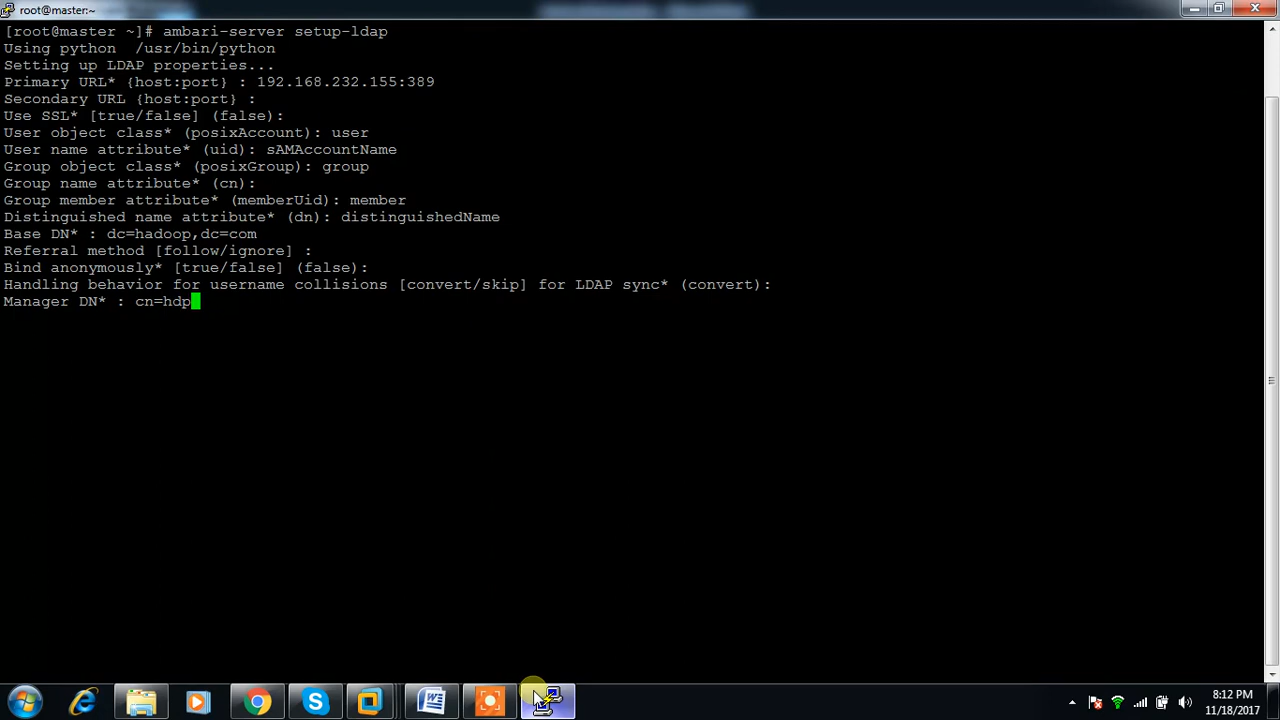 root@master:~
[root@master ~]# ambari-server setup-ldap
Using python  /usr/bin/python
Setting up LDAP properties...
Primary URL* {host:port} : 192.168.232.155:389
Secondary URL {host:port} :
Use SSL* [true/false] (false):
User object class* (posixAccount): user
User name attribute* (uid): sAMAccountName
Group object class* (posixGroup): group
Group name attribute* (cn):
Group member attribute* (memberUid): member
Distinguished name attribute* (dn): distinguishedName
Base DN* : dc=hadoop,dc=com
Referral method [follow/ignore] :
Bind anonymously* [true/false] (false):
Handling behavior for username collisions [convert/skip] for LDAP sync* (convert):
Manager DN* : cn=hdp
8:12 PM
11/18/2017